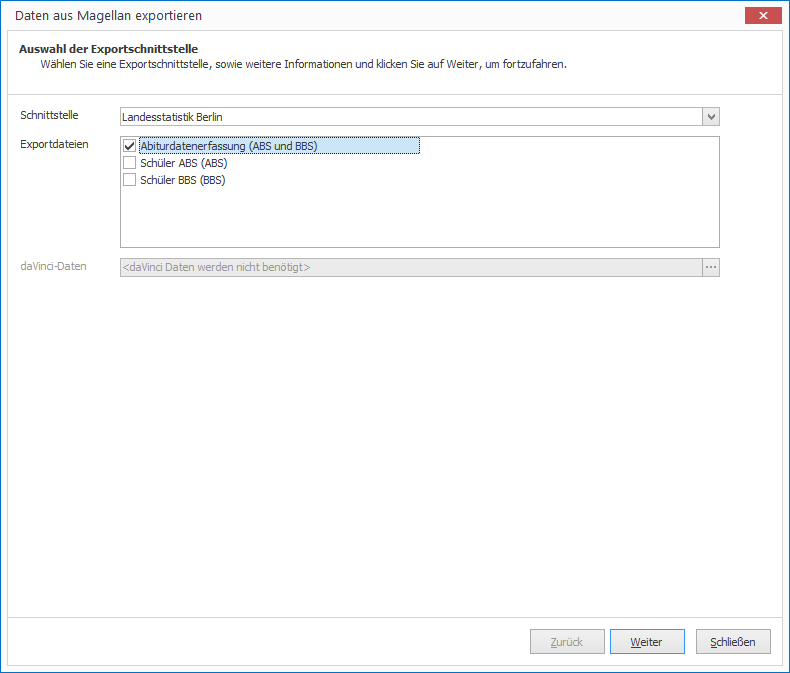 Daten aus Magellan exportieren
Auswahl der Exportschnittstelle
Wählen Sie eine Exportschnittstelle, sowie weitere Informationen und klicken Sie auf Weiter, um fortzufahren.
Schnittstelle
Landesstatistik Berlin
Exportdateien
Abiturdatenerfassung (ABS und BBS)
Schüler ABS (ABS)
Schüler BBS (BBS)
daVinci-Daten
<daVinci Daten werden nicht benötigt>
Zurück
Weiter
Schließen